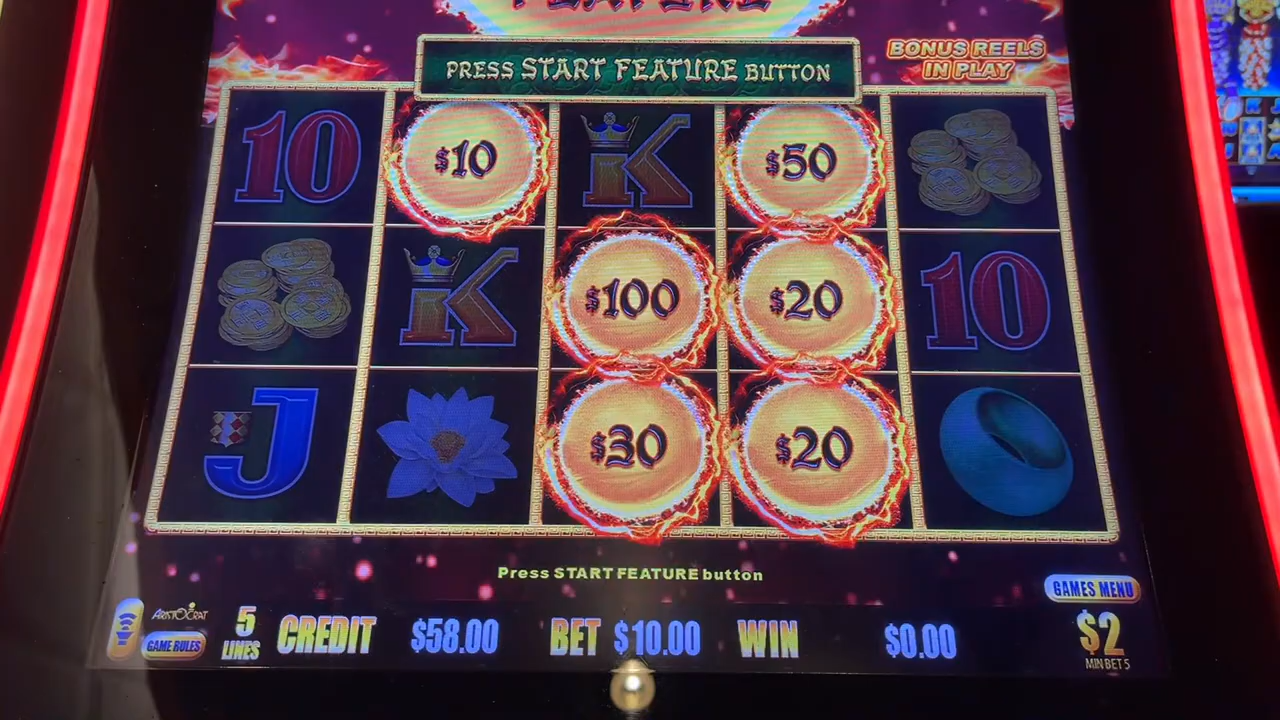 FEATURE
PRESS START FEATURE BUTTON
BONUS REELS
IN PLAY
10
$10
K
$50
K
$100
$20
10
J
$30
$20
Press START FEATURE button
GAMES MENU
ARISTOCRAT
GAME RULES
5
LINES
CREDIT $58.00
BET $10.00
WIN $0.00
$2
MIN BET 5